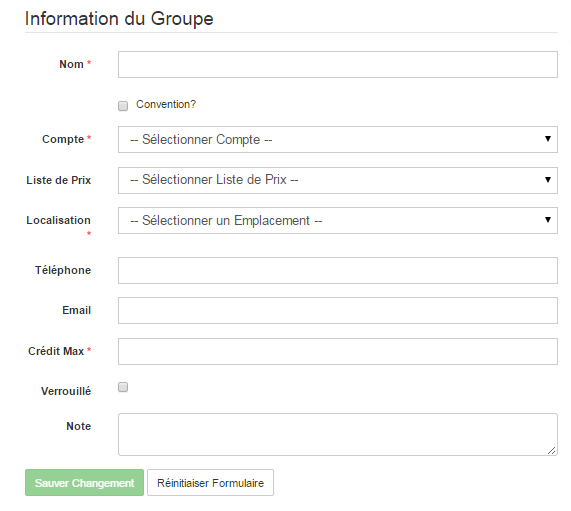 Information du Groupe
Nom *
Convention?
Compte * -- Sélectionner Compte --
Liste de Prix -- Sélectionner Liste de Prix --
Localisation -- Sélectionner un Emplacement --
*
Téléphone
Email
Crédit Max *
Verrouillé
Note
Sauver Changement Réinitiaiser Formulaire